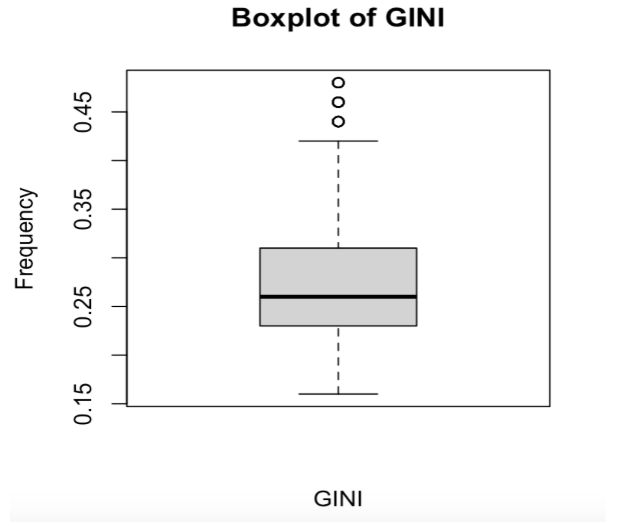 Boxplot of GINI
Frequency
0.45
0.35
0.25
0.15
GINI